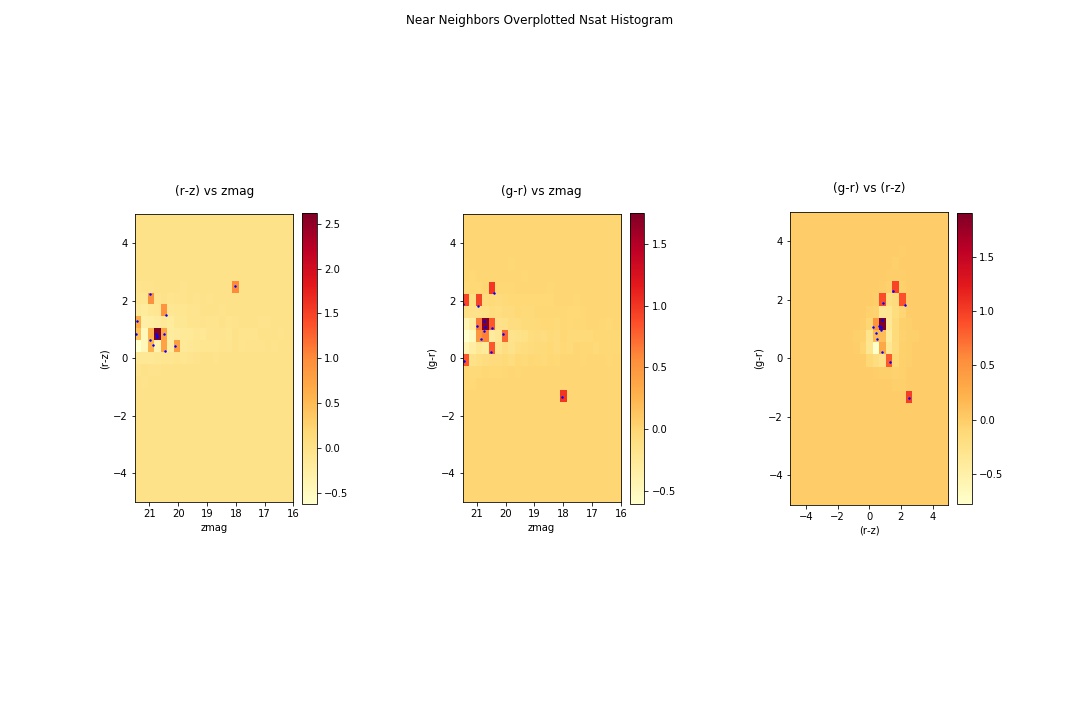 Near Neighbors Overplotted Nsat Histogram
(r-z) vs zmag
(r-z)
4
2
0
−2
−4
21 20 19 18 17 16
zmag
2.5
2.0
1.5
1.0
0.5
0.0
−0.5
(g-r) vs zmag
(g-r)
4
2
0
−2
−4
21 20 19 18 17 16
zmag
1.5
1.0
0.5
0.0
−0.5
(g-r) vs (r-z)
(g-r)
4
2
0
−2
−4
−4 −2 0 2 4
(r-z)
1.5
1.0
0.5
0.0
−0.5